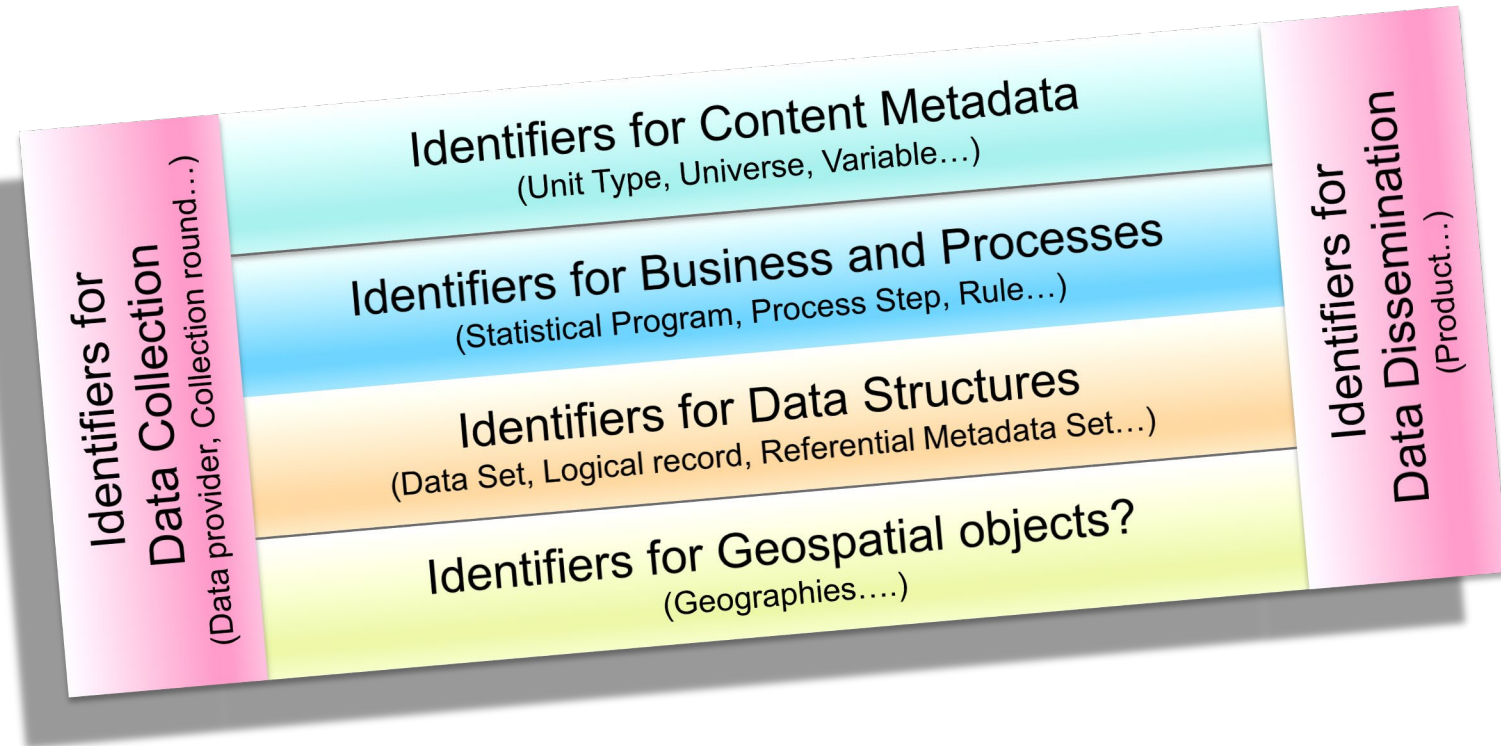 Identifiers for
Data Collection
(Data provider, Collection round…)
Identifiers for Content Metadata
(Unit Type, Universe, Variable…)
Identifiers for Business and Processes
(Statistical Program, Process Step, Rule…)
Identifiers for Data Structures
(Data Set, Logical record, Referential Metadata Set…)
Identifiers for Geospatial objects?
(Geographies….)
Identifiers for
Data Dissemination
(Product…)